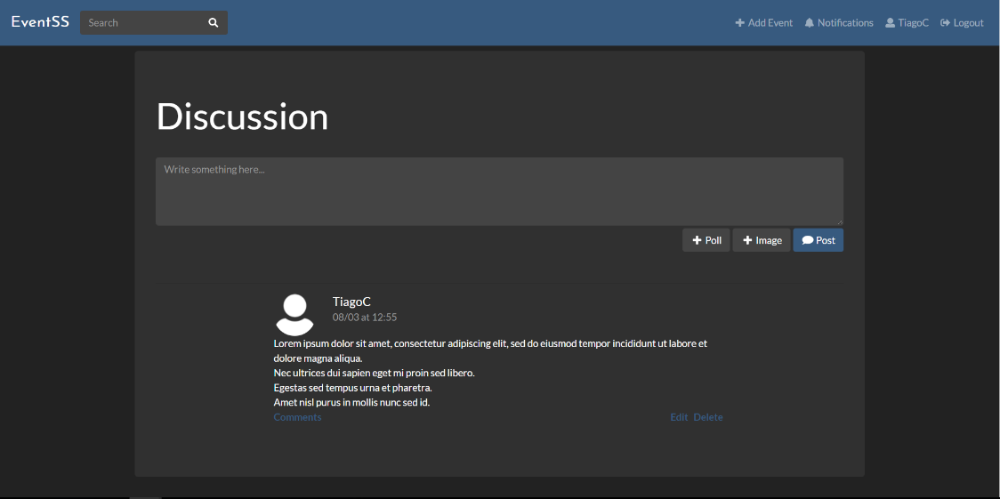 EventSS
Search
Add Event
Notifications
TiagoC
Logout
Discussion
Write something here...
Poll
Image
Post
TiagoC
08/03 at 12:55
Lorem ipsum dolor sit amet, consectetur adipiscing elit, sed do eiusmod tempor incididunt ut labore et
dolore magna aliqua.
Nec ultrices dui sapien eget mi proin sed libero.
Egestas sed tempus urna et pharetra.
Amet nisl purus in mollis nunc sed id.
Comments
Edit Delete